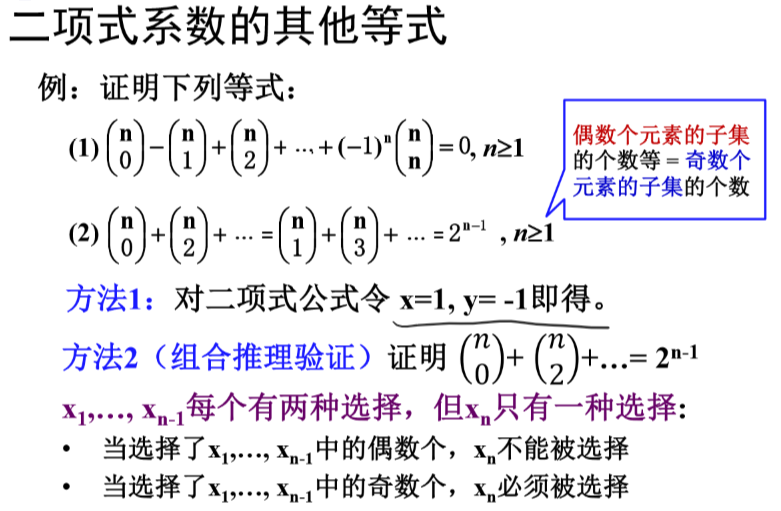 二项式系数的其他等式
例：证明下列等式：
(1) (n 0) − (n 1) + (n 2) + … + (−1)ⁿ (n n) = 0, n≥1
偶数个元素的子集
的个数等 = 奇数个
元素的子集的个数
(2) (n 0) + (n 2) + … = (n 1) + (n 3) + … = 2ⁿ⁻¹ , n≥1
方法1：对二项式公式令 x=1, y= -1即得。
方法2（组合推理验证）证明 (n 0)+ (n 2)+…= 2ⁿ⁻¹
x₁,…, xₙ₋₁每个有两种选择，但xₙ只有一种选择:
• 当选择了x₁,…, xₙ₋₁中的偶数个，xₙ不能被选择
• 当选择了x₁,…, xₙ₋₁中的奇数个，xₙ必须被选择